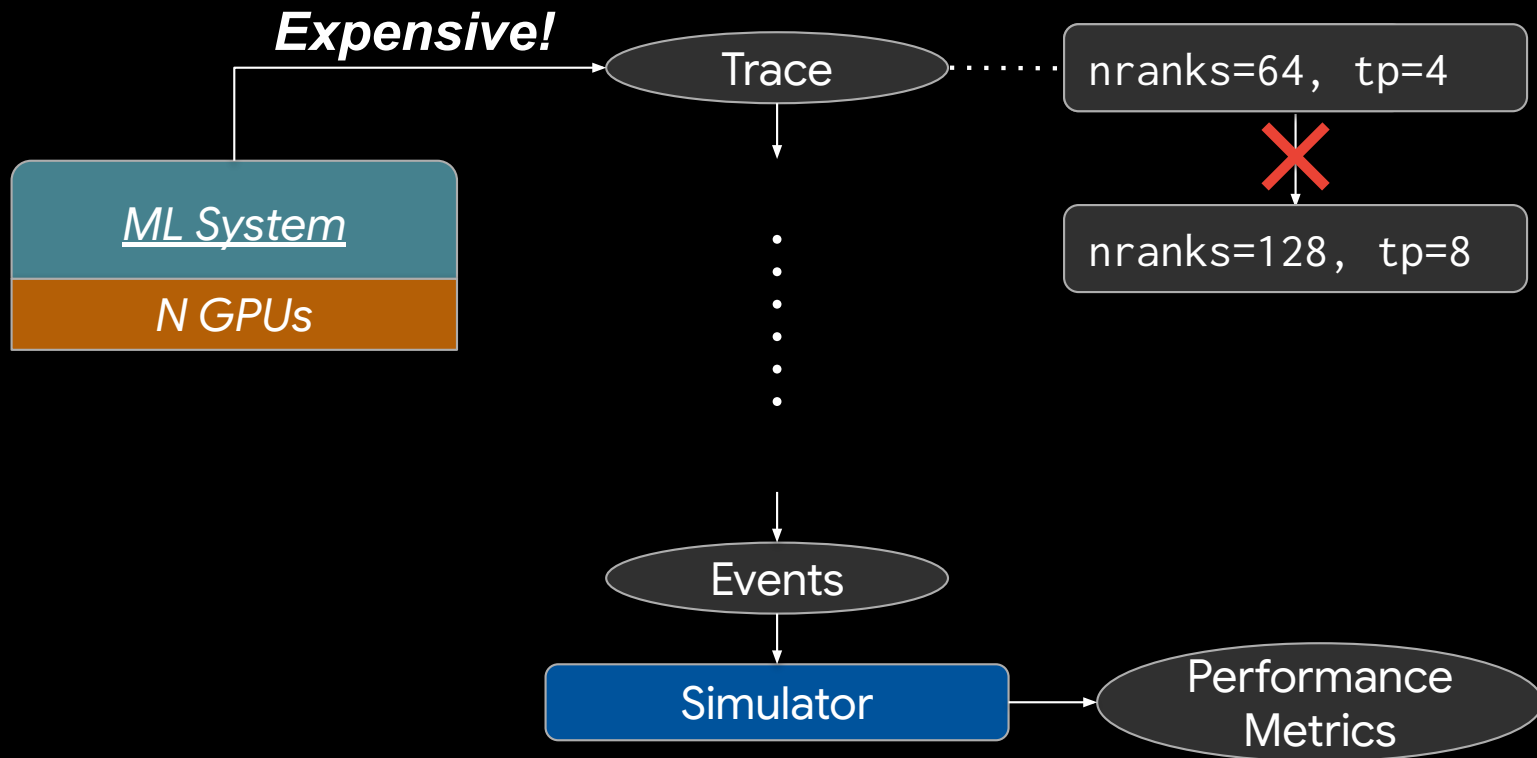 Expensive!
Trace
nranks=64, tp=4
ML System
nranks=128, tp=8
N GPUs
Events
Simulator
Performance
Metrics